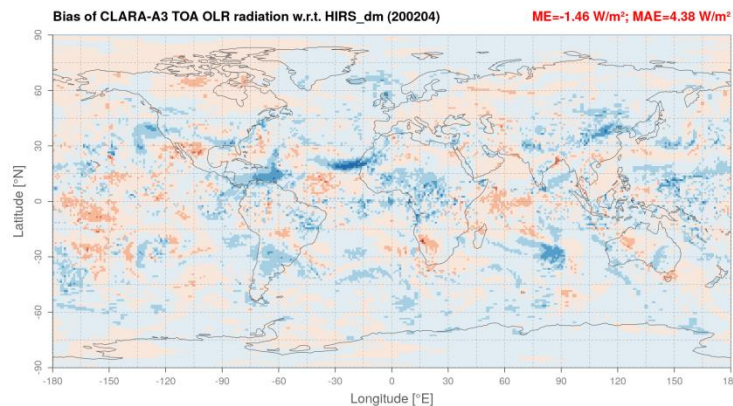 Bias of CLARA-A3 TOA OLR radiation w.r.t. HIRS_dm (200204) ME=-1.46 W/m²; MAE=4.38 W/m²
90
60
30
0
-30
-60
-90
Latitude [°N]
-180 -150 -120 -90 -60 -30 0 30 60 90 120 150 180
Longitude [°E]